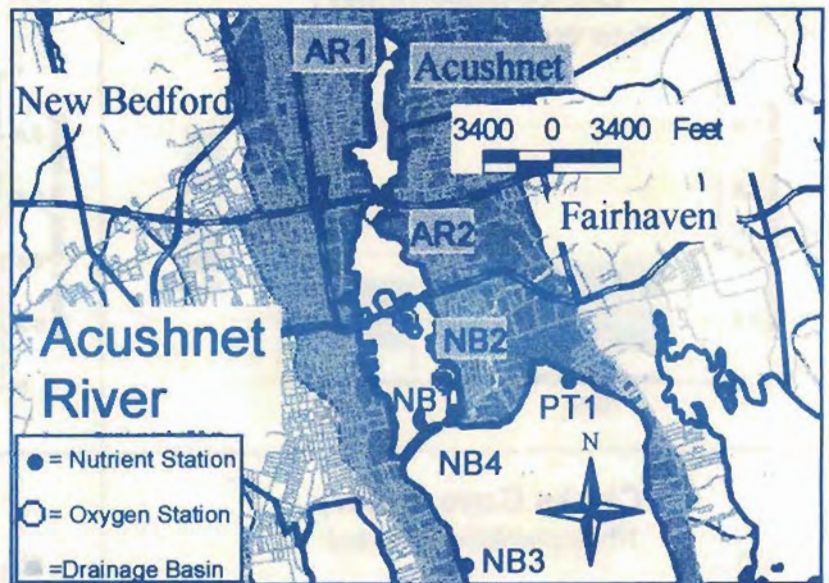 AR1
Acushnet
New Bedford
3400 0 3400 Feet
AR2
Fairhaven
Acushnet
River
NB2
NB1
PT1
N
NB4
= Nutrient Station
= Oxygen Station
=Drainage Basin
NB3